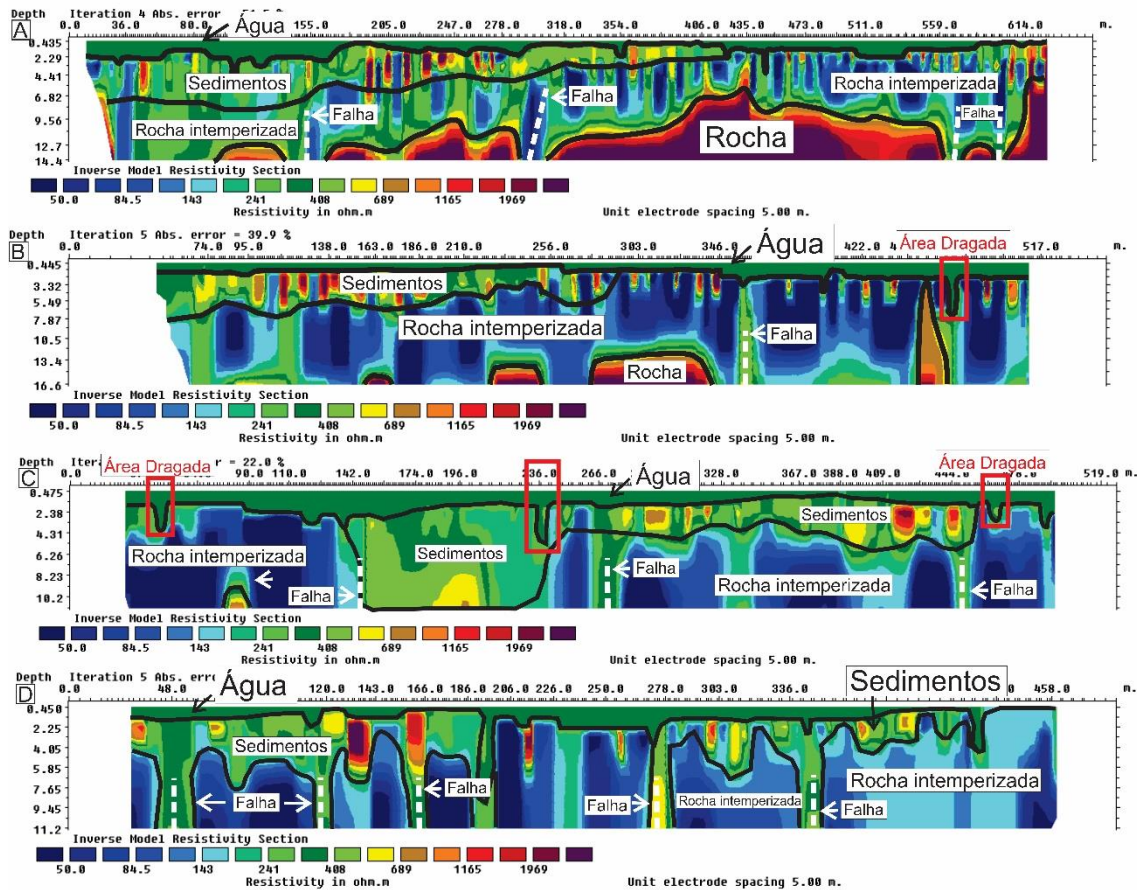 A
Depth Iteration 4 Abs. error
Água
0.0 36.0 80.0 155.0 205.0 247.0 278.0 318.0 354.0 406.0 435.0 473.0 511.0 559.0 614.0 m.
0.435
2.29
4.41
6.82
9.56
12.7
14.4
Sedimentos
Rocha intemperizada
Falha
Falha
Rocha
Rocha intemperizada
Falha
Inverse Model Resistivity Section
50.0 84.5 143 241 408 689 1165 1969
Resistivity in ohm.m
Unit electrode spacing 5.00 m.
B
Depth Iteration 5 Abs. error = 39.9 %
Água
Área Dragada
0.0 74.0 95.0 138.0 163.0 186.0 210.0 256.0 303.0 346.0 422.0 517.0 m.
0.445
3.32
5.49
7.87
10.5
13.4
16.6
Sedimentos
Rocha intemperizada
Rocha
Falha
Inverse Model Resistivity Section
50.0 84.5 143 241 408 689 1165 1969
Resistivity in ohm.m
Unit electrode spacing 5.00 m.
C
Depth = 22.0 %
Área Dragada
Água
Área Dragada
0.0 90.0 110.0 142.0 174.0 196.0 236.0 266.0 328.0 367.0 409.0 519.0 m.
0.475
2.38
4.31
6.26
8.23
10.2
Rocha intemperizada
Falha
Sedimentos
Falha
Sedimentos
Rocha intemperizada
Falha
Inverse Model Resistivity Section
50.0 84.5 143 241 408 689 1165 1969
Resistivity in ohm.m
Unit electrode spacing 5.00 m.
D
Depth Iteration 5 Abs.
Água
Sedimentos
0.0 48.0 120.0 143.0 166.0 186.0 206.0 226.0 250.0 278.0 303.0 336.0 458.0 m.
0.450
2.25
4.05
5.85
7.65
9.45
11.2
Sedimentos
Falha
Falha
Falha
Rocha intemperizada
Falha
Rocha intemperizada
Inverse Model Resistivity Section
50.0 84.5 143 241 408 689 1165 1969
Resistivity in ohm.m
Unit electrode spacing 5.00 m.